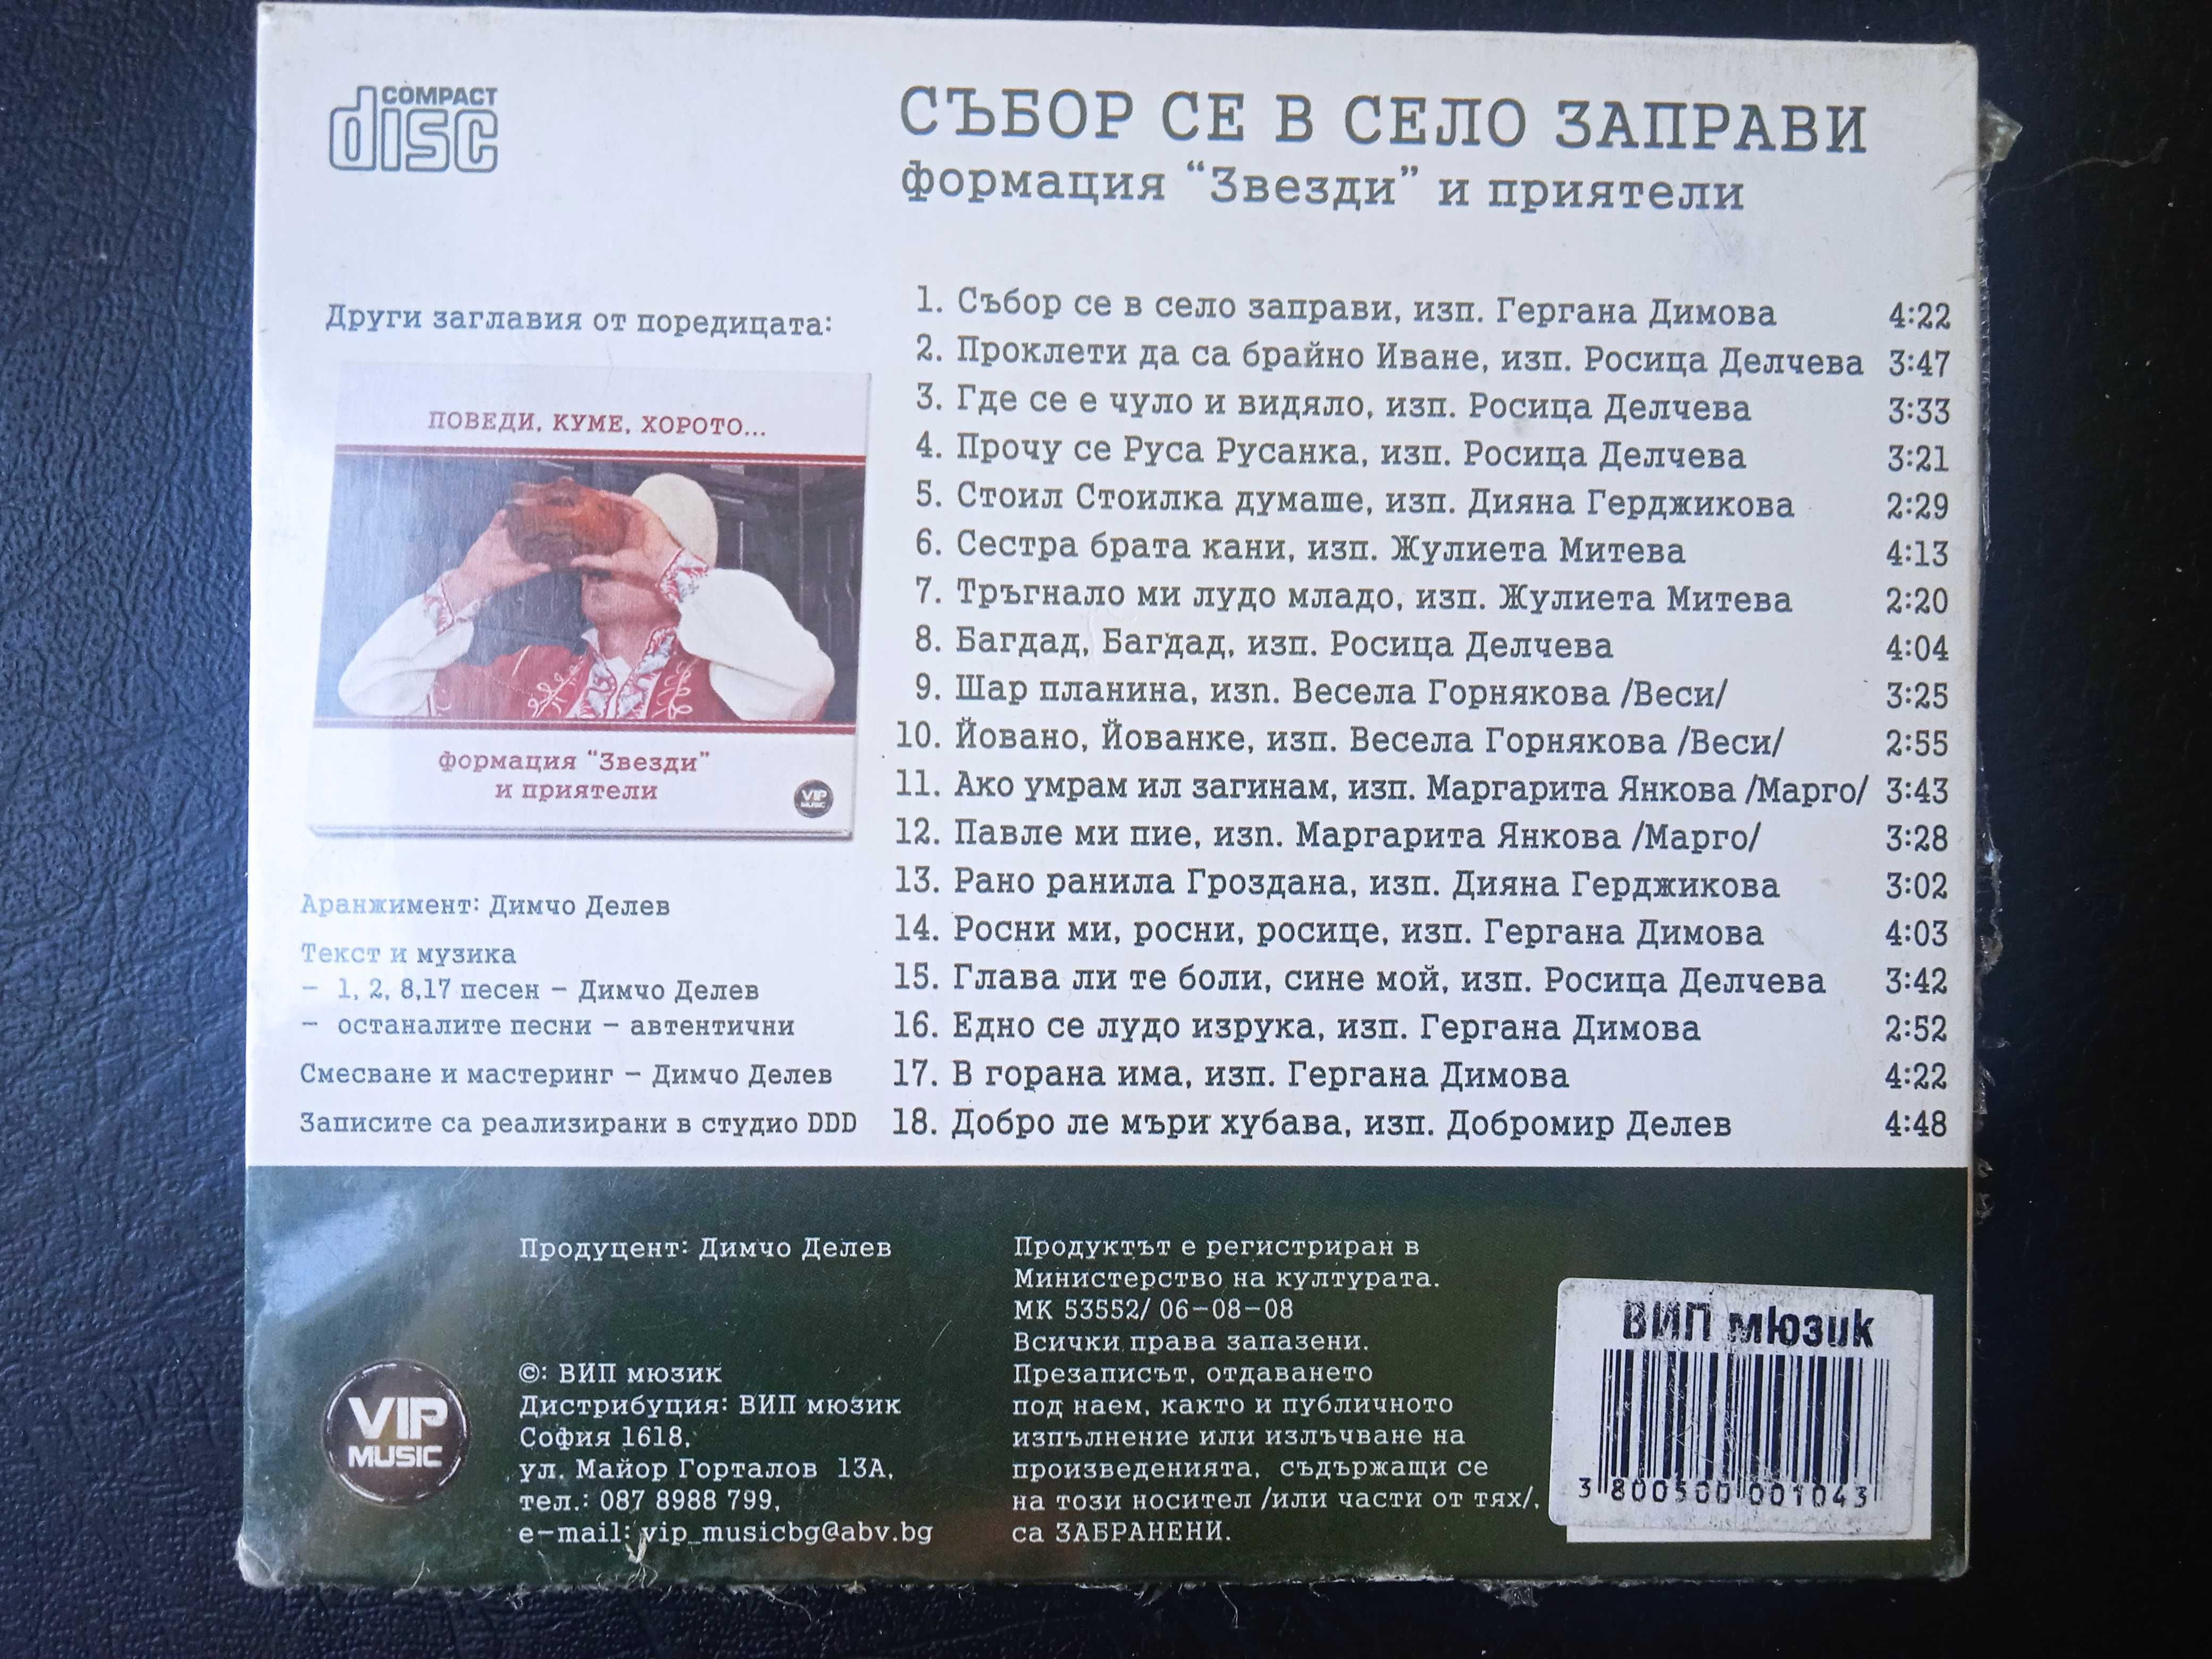 COMPACT
disc
СЪБОР СЕ В СЕЛО ЗАПРАВИ
формация “Звезди” и приятели
Други заглавия от поредицата:
ПОВЕДИ, КУМЕ, ХОРОТО...
формация “Звезди”
и приятели
VIP
MUSIC
Аранжимент: Димчо Делев
Текст и музика
– 1, 2, 8,17 песен – Димчо Делев
– останалите песни – автентични
Смесване и мастеринг – Димчо Делев
Записите са реализирани в студио DDD
1. Събор се в село заправи, изп. Гергана Димова 4:22
2. Проклети да са брайно Иване, изп. Росица Делчева 3:47
3. Где се е чуло и видяло, изп. Росица Делчева 3:33
4. Прочу се Руса Русанка, изп. Росица Делчева 3:21
5. Стоил Стоилка думаше, изп. Дияна Герджикова 2:29
6. Сестра брата кани, изп. Жулиета Митева 4:13
7. Тръгнало ми лудо младо, изп. Жулиета Митева 2:20
8. Багдад, Багдад, изп. Росица Делчева 4:04
9. Шар планина, изп. Весела Горнякова /Веси/ 3:25
10. Йовано, Йованке, изп. Весела Горнякова /Веси/ 2:55
11. Ако умрам ил загинам, изп. Маргарита Янкова /Марго/ 3:43
12. Павле ми пие, изп. Маргарита Янкова /Марго/ 3:28
13. Рано ранила Гроздана, изп. Дияна Герджикова 3:02
14. Росни ми, росни, росице, изп. Гергана Димова 4:03
15. Глава ли те боли, сине мой, изп. Росица Делчева 3:42
16. Едно се лудо изрука, изп. Гергана Димова 2:52
17. В горана има, изп. Гергана Димова 4:22
18. Добро ле мъри хубава, изп. Добромир Делев 4:48
Продуцент: Димчо Делев
VIP
MUSIC
©: ВИП мюзик
Дистрибуция: ВИП мюзик
София 1618,
ул. Майор Горталов 13А,
тел.: 087 8988 799,
e-mail: vip_musicbg@abv.bg
Продуктът е регистриран в
Министерство на културата.
МК 53552/ 06-08-08
Всички права запазени.
Презаписът, отдаването
под наем, както и публичното
изпълнение или излъчване на
произведенията, съдържащи се
на този носител /или части от тях/,
са ЗАБРАНЕНИ.
ВИП мюзик
3 800500 001043